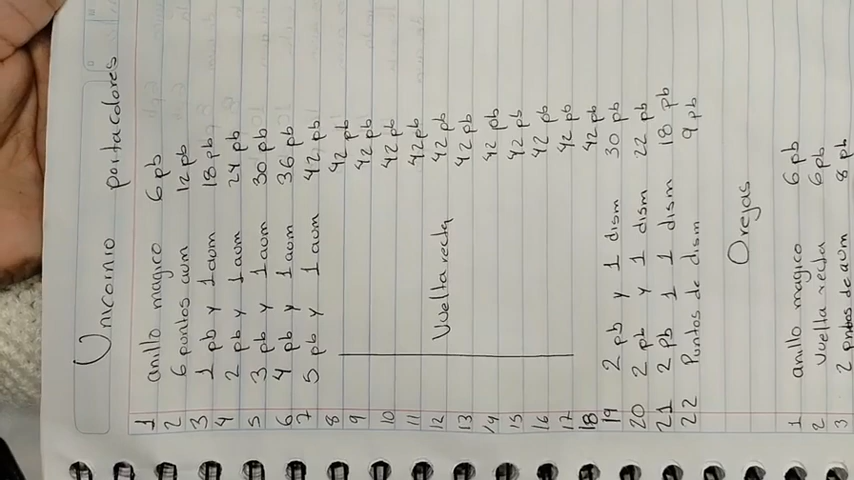 Unicornio portacolores
1 anillo magico 6 pb
2 6 puntos aum 12 pb
3 1 pb y 1 aum 18 pb
4 2 pb y 1 aum 24 pb
5 3 pb y 1 aum 30 pb
6 4 pb y 1 aum 36 pb
7 5 pb y 1 aum 42 pb
8 42 pb
9 42 pb
10 42 pb
11 42 pb
12 Vuelta recta 42 pb
13 42 pb
14 42 pb
15 42 pb
16 42 pb
17 42 pb
18 42 pb
19 2 pb y 1 dism 30 pb
20 2 pb y 1 dism 22 pb
21 2 pb 1 1 dism 18 pb
22 Puntos de dism 9 pb
Orejas
1 anillo magico 6 pb
2 Vuelta recta 6 pb
3 2 puntos de aum 8 pb